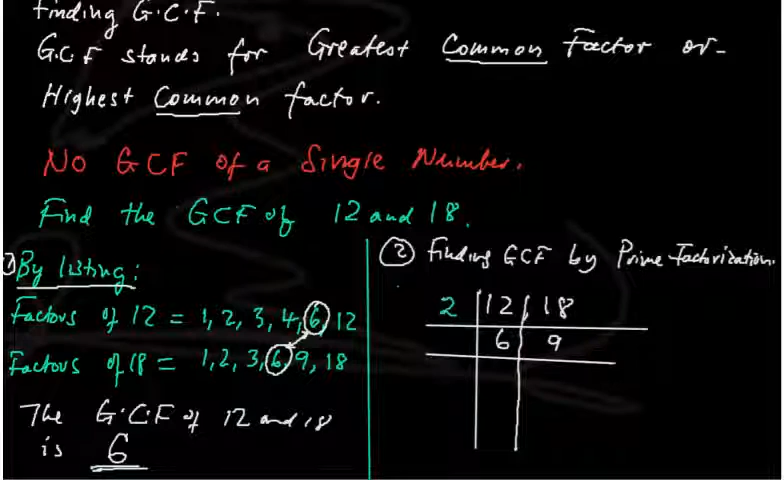 Finding G.C.F.
G.C F stands for Greatest Common Factor or
Highest Common factor.
NO GCF of a Single Number.
Find the GCF of 12 and 18.
① By listing:
Factors of 12 = 1, 2, 3, 4, 6, 12
Factors of 18 = 1, 2, 3, 6, 9, 18
The G.C.F of 12 and 18
is 6
② Finding GCF by Prime Factorization.
2 12, 18
6 9